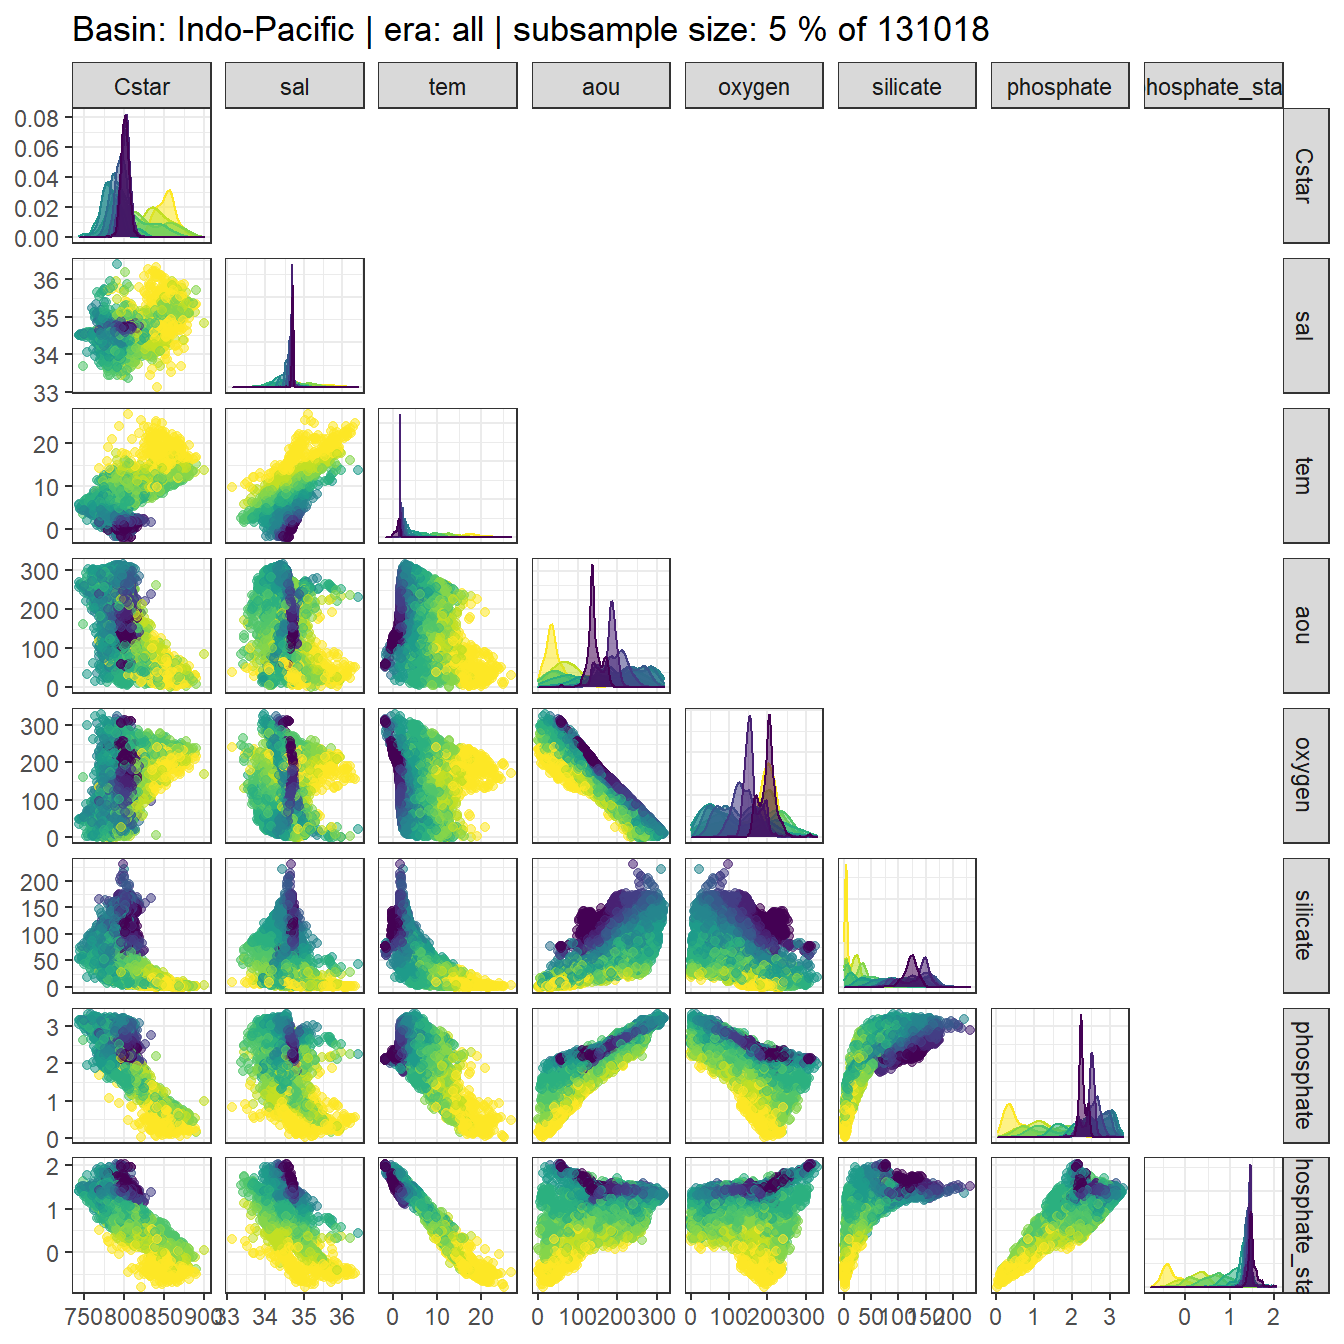 Basin: Indo-Pacific | era: all | subsample size: 5 % of 131018
Cstar sal tem aou oxygen silicate phosphate hosphate_sta
0.08
0.06
0.04
0.02
0.00
Cstar
36
35
34
33
sal
20
10
0
tem
300
200
100
0
aou
300
200
100
0
oxygen
200
150
100
50
0
silicate
3
2
1
0
phosphate
2
1
0
hosphate_sta
750 800 850 900 33 34 35 36 0 10 20 0 100 200 300 0 100 200 300 0 50 100 150 200 0 1 2 3 0 1 2